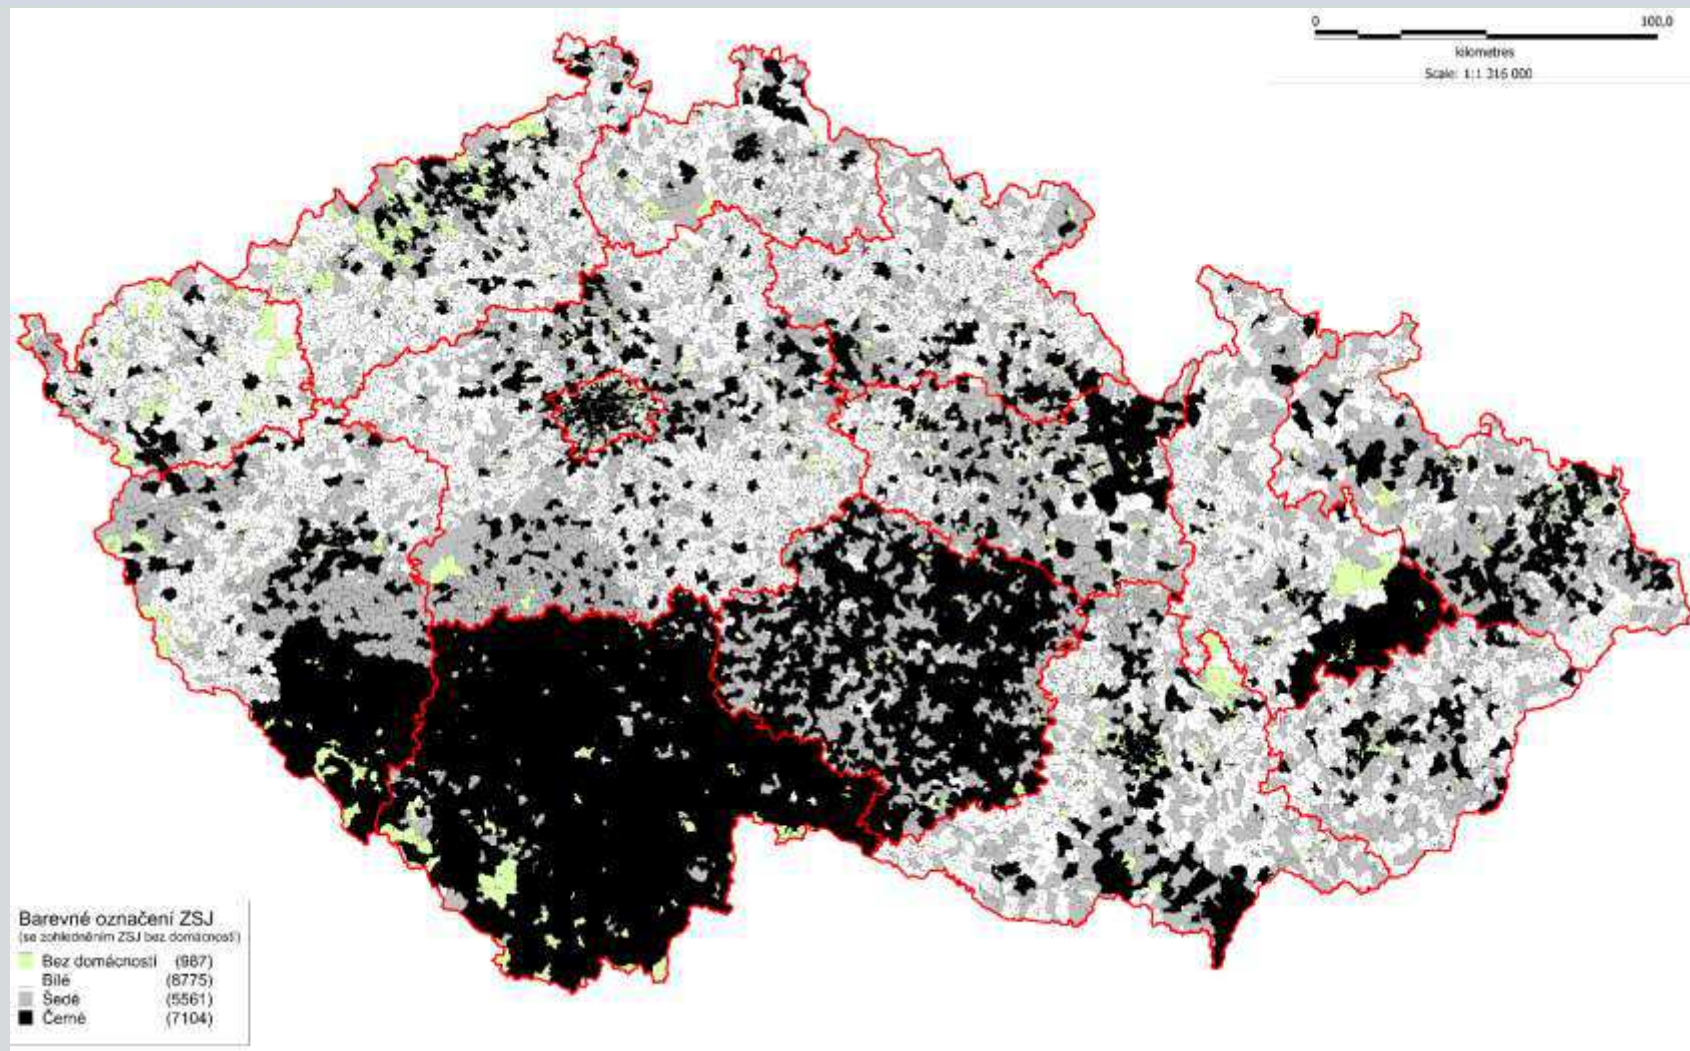 0 100,0
kilometres
Scale: 1:1 316 000
Barevné označení ZSJ
(se zohledněním ZSJ bez domácností)
Bez domácností (987)
Bílé (8775)
Šedé (5561)
Černé (7104)